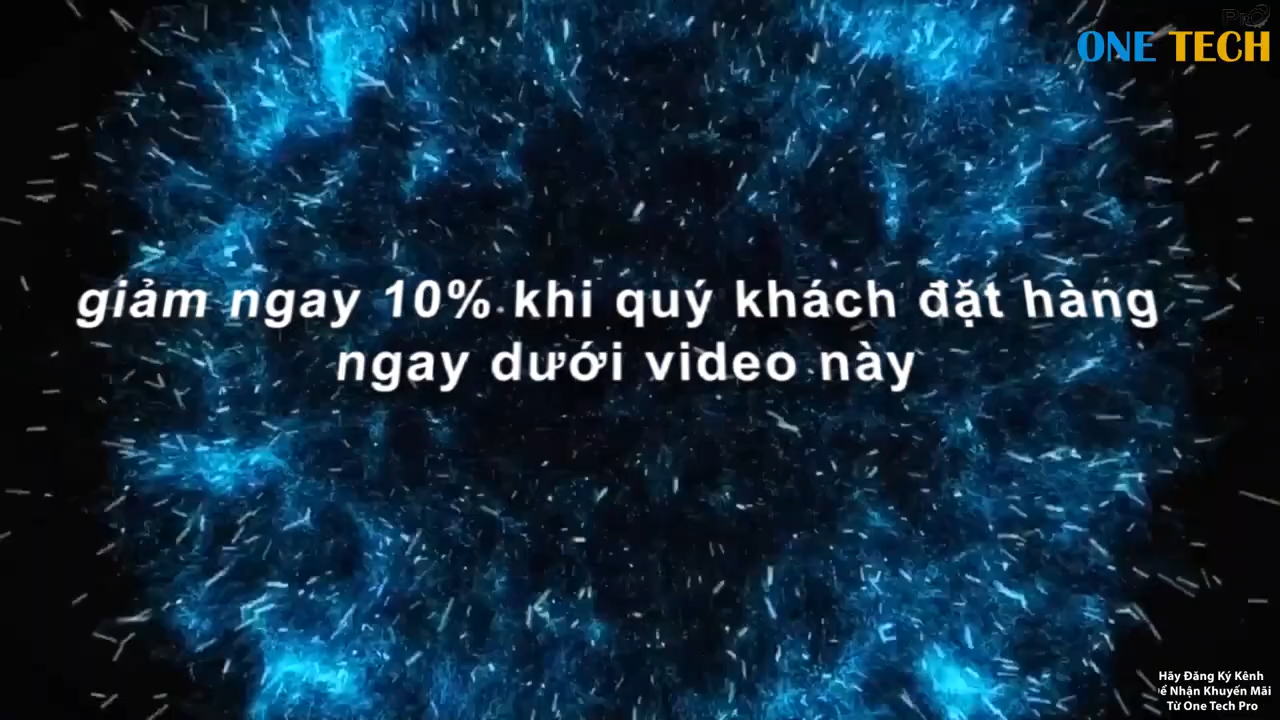 Pro
ONE TECH
giảm ngay 10% khi quý khách đặt hàng
ngay dưới video này
Hãy Đăng Ký Kênh
Nhận Khuyến Mãi
Từ One Tech Pro